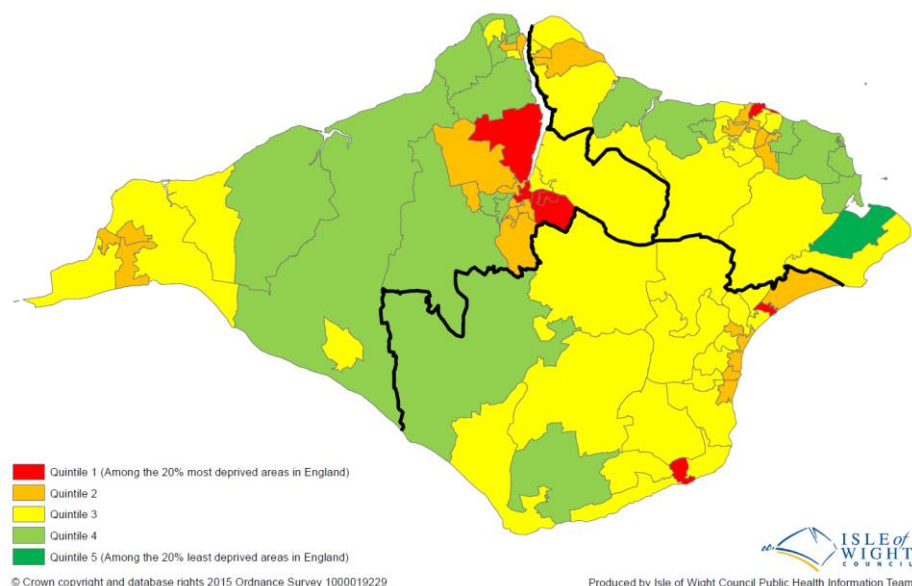 Quintile 1 (Among the 20% most deprived areas in England)
Quintile 2
Quintile 3
Quintile 4
Quintile 5 (Among the 20% least deprived areas in England)
ISLE of
WIGHT
COUNCIL
© Crown copyright and database rights 2015 Ordnance Survey 1000019229
Produced by Isle of Wight Council Public Health Information Team